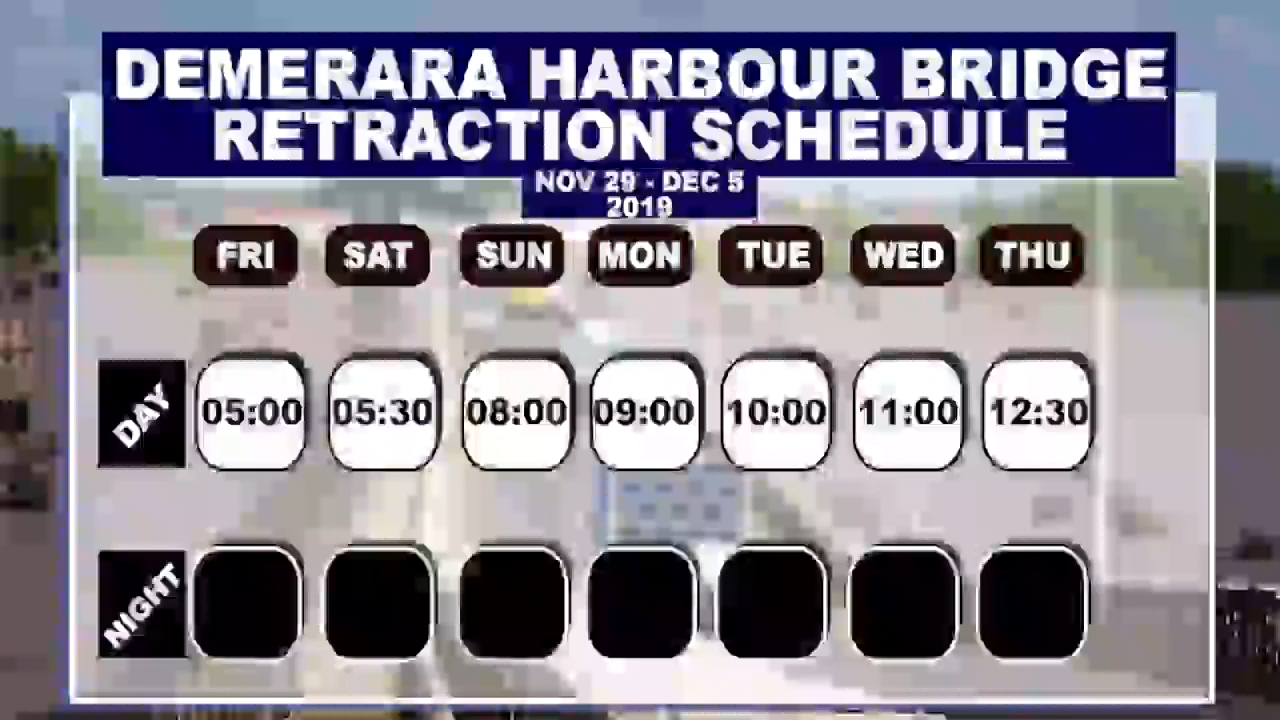 DEMERARA HARBOUR BRIDGE
RETRACTION SCHEDULE
NOV 29 - DEC 5
2019
FRI SAT SUN MON TUE WED THU
DAY 05:00 05:30 08:00 09:00 10:00 11:00 12:30
NIGHT